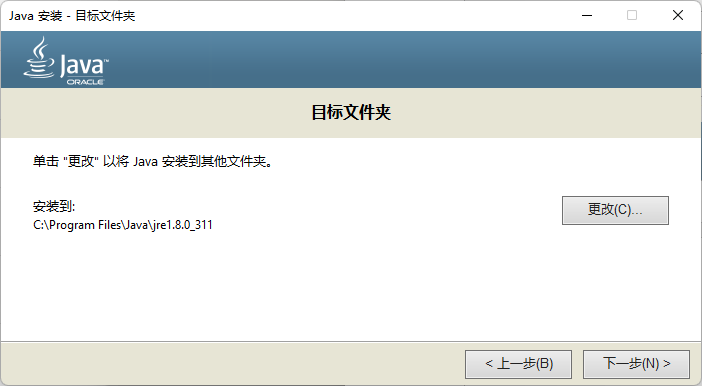 Java 安装 - 目标文件夹
Java™
ORACLE
目标文件夹
单击 "更改" 以将 Java 安装到其他文件夹。
安装到:
更改(C)...
C:\Program Files\Java\jre1.8.0_311
< 上一步(B)
下一步(N) >